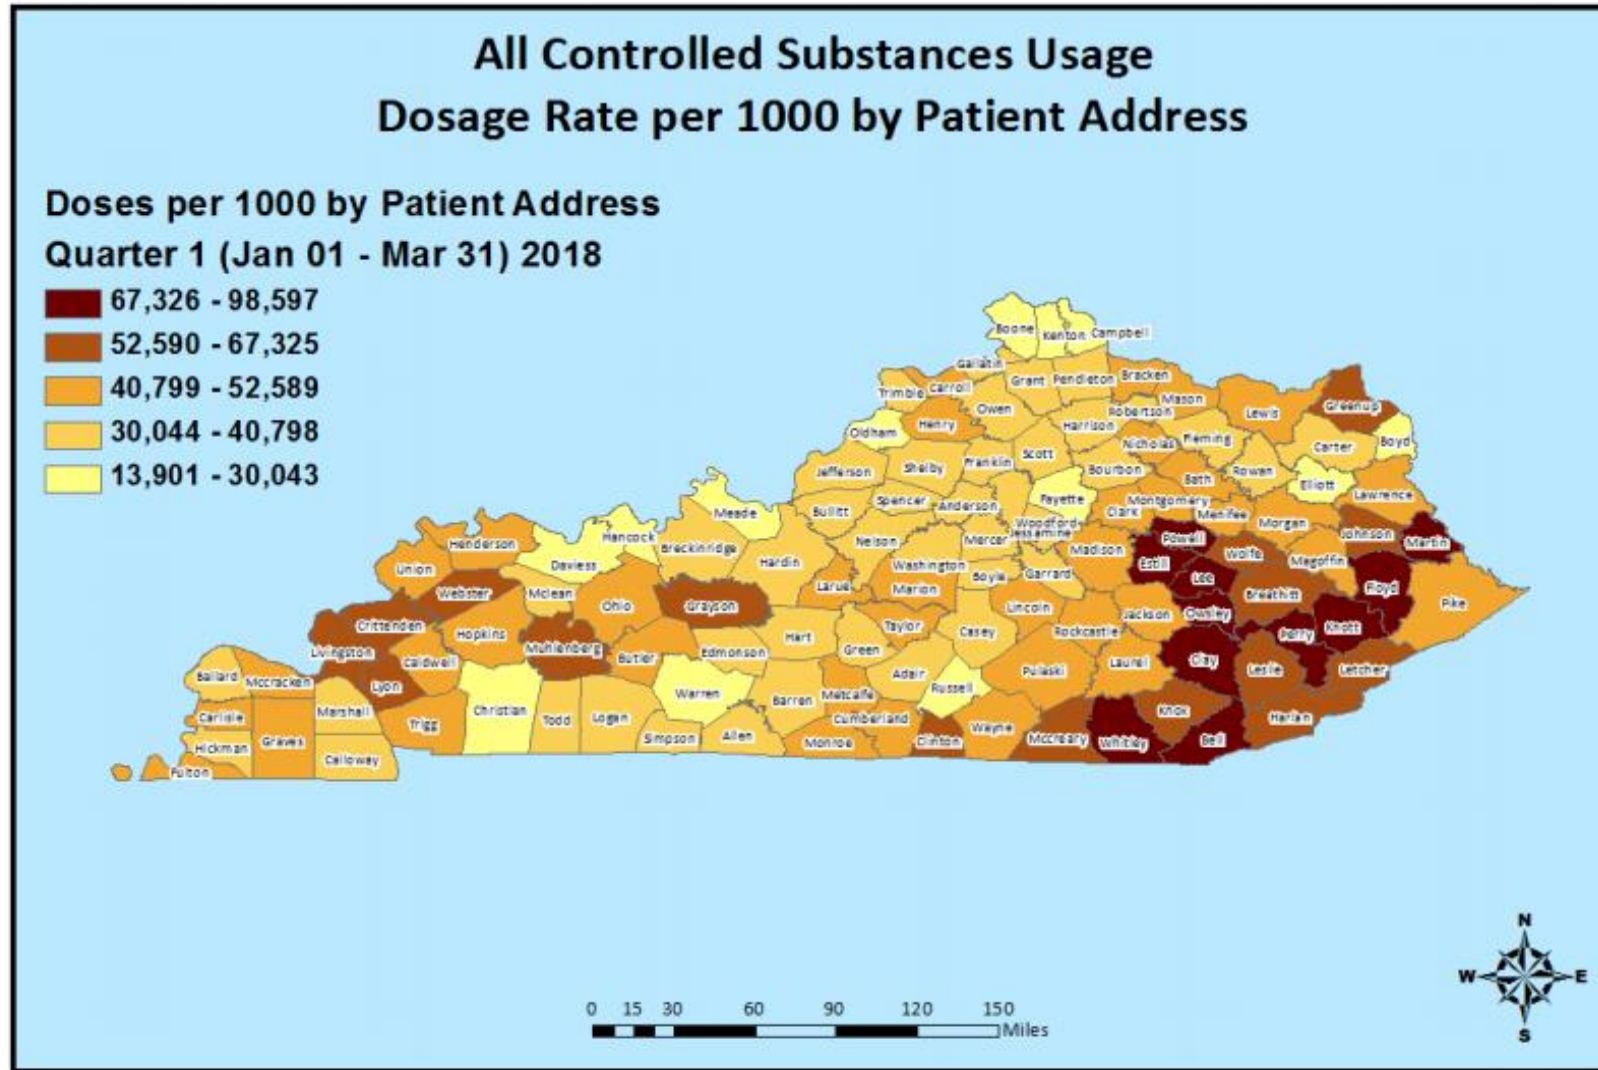 All Controlled Substances Usage
Dosage Rate per 1000 by Patient Address
Doses per 1000 by Patient Address
Quarter 1 (Jan 01 - Mar 31) 2018
67,326 - 98,597
52,590 - 67,325
40,799 - 52,589
30,044 - 40,798
13,901 - 30,043
Boone Kenton Campbell
Gallatin
Grant Pendleton Bracken
Trimble Carroll Mason
Owen Robertson Lewis Greenup
Oldham Henry Harrison
Nicholas Fleming Carter Boyd
Jefferson Shelby Franklin Scott Bourbon Rowan
Bath Elliott
Meade Bullitt Spencer Anderson Fayette Montgomery Lawrence
Clark Menifee
Woodford Morgan
Hancock Nelson Mercer Jessamine Johnson
Henderson Breckinridge Madison Powell Martin
Daviess Hardin Washington Estill Wolfe Magoffin
Union Boyle Garrard Lee
Webster Mclean Larue Marion Floyd
Ohio Grayson Lincoln Breathitt Pike
Crittenden Hopkins Taylor Jackson Owsley
Hart Casey Rockcastle Perry Knott
Livingston Muhlenberg Butler Edmonson Green
Caldwell Clay
Ballard Mccracken Lyon Adair Pulaski Laurel Leslie Letcher
Warren Barren Metcalfe Russell
Carlisle Marshall Trigg Christian Todd Logan Cumberland Knox Harlan
Hickman Graves Simpson Allen Monroe Clinton Wayne Mccreary Whitley Bell
Calloway
Fulton
0 15 30 60 90 120 150
Miles
N
W E
S